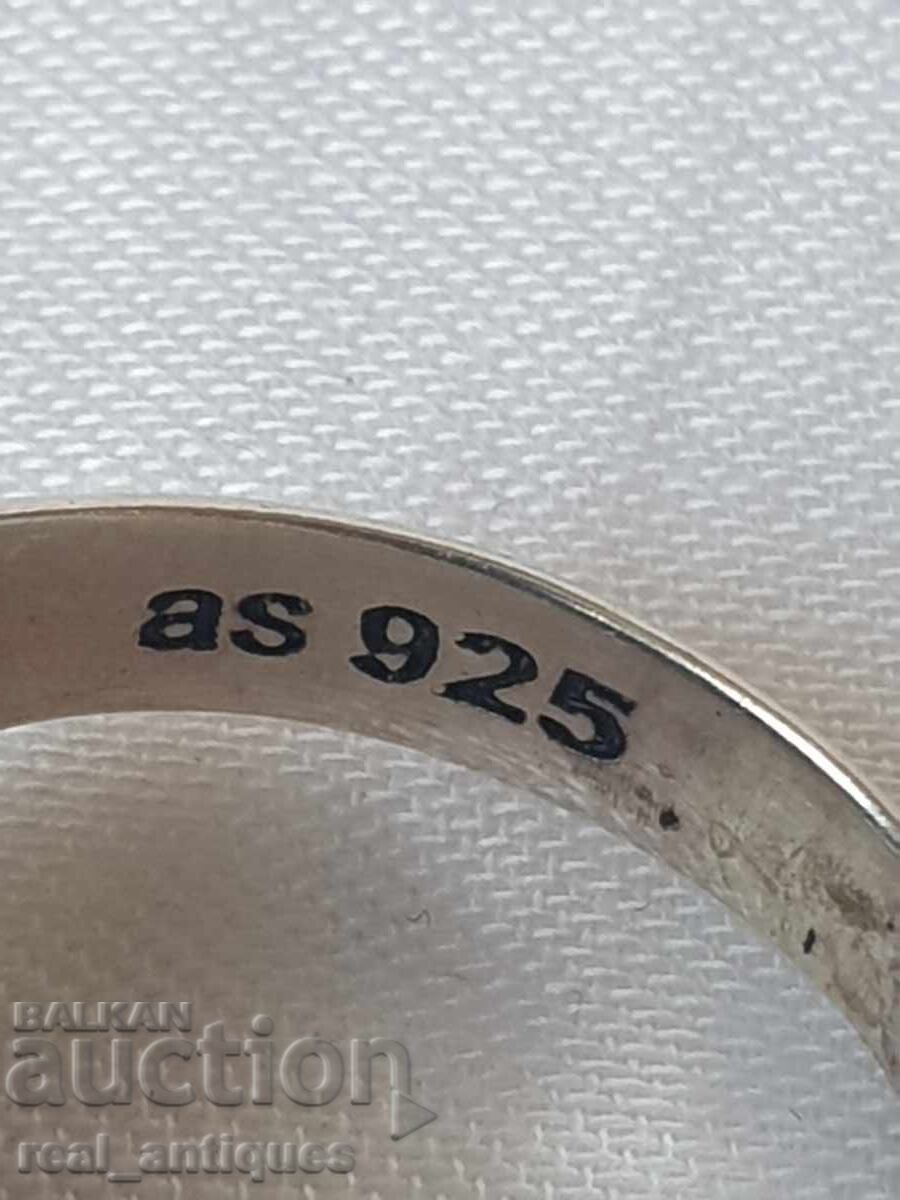 as 925
BALKAN
auction
real_antiques